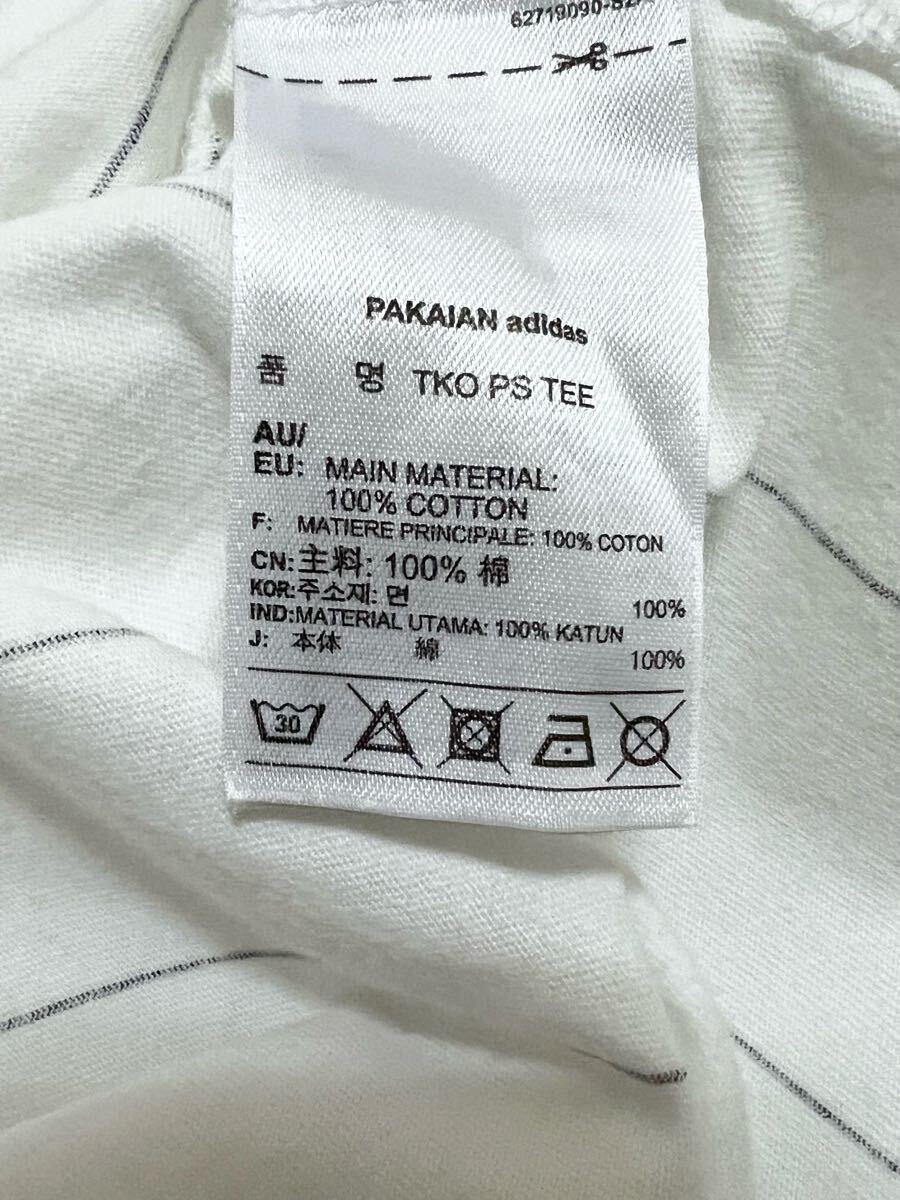 PAKAIAN adidas
품 명 TKO PS TEE
AU/
EU: MAIN MATERIAL:
100% COTTON
F: MATIERE PRINCIPALE: 100% COTON
CN:主料: 100% 棉
KOR:주소재: 면 100%
IND:MATERIAL UTAMA: 100% KATUN
J: 本体 綿 100%
30